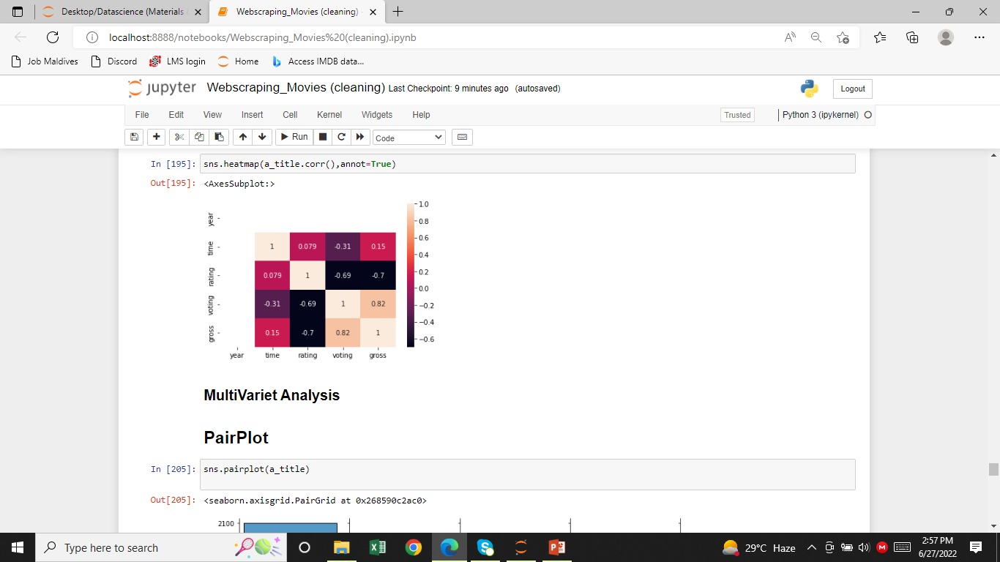 Desktop/Datascience (Materials
Webscraping_Movies (cleaning)
localhost:8888/notebooks/Webscraping_Movies%20(cleaning).ipynb
Job Maldives
Discord
LMS login
Home
Access IMDB data...
jupyter
Webscraping_Movies (cleaning) Last Checkpoint: 9 minutes ago (autosaved)
Logout
File Edit View Insert Cell Kernel Widgets Help
Trusted
Python 3 (ipykernel)
Run
Code
In [195]: sns.heatmap(a_title.corr(),annot=True)
Out[195]: <AxesSubplot:>
1.0
0.8
0.6
0.4
0.2
0.0
−0.2
−0.4
−0.6
year
time 1 0.079 -0.31 0.15
rating 0.079 1 -0.69 -0.7
voting -0.31 -0.69 1 0.82
gross 0.15 -0.7 0.82 1
year time rating voting gross
MultiVariet Analysis
PairPlot
In [205]: sns.pairplot(a_title)
Out[205]: <seaborn.axisgrid.PairGrid at 0x268590c2ac0>
2100
Type here to search
29°C Haze
2:57 PM
6/27/2022